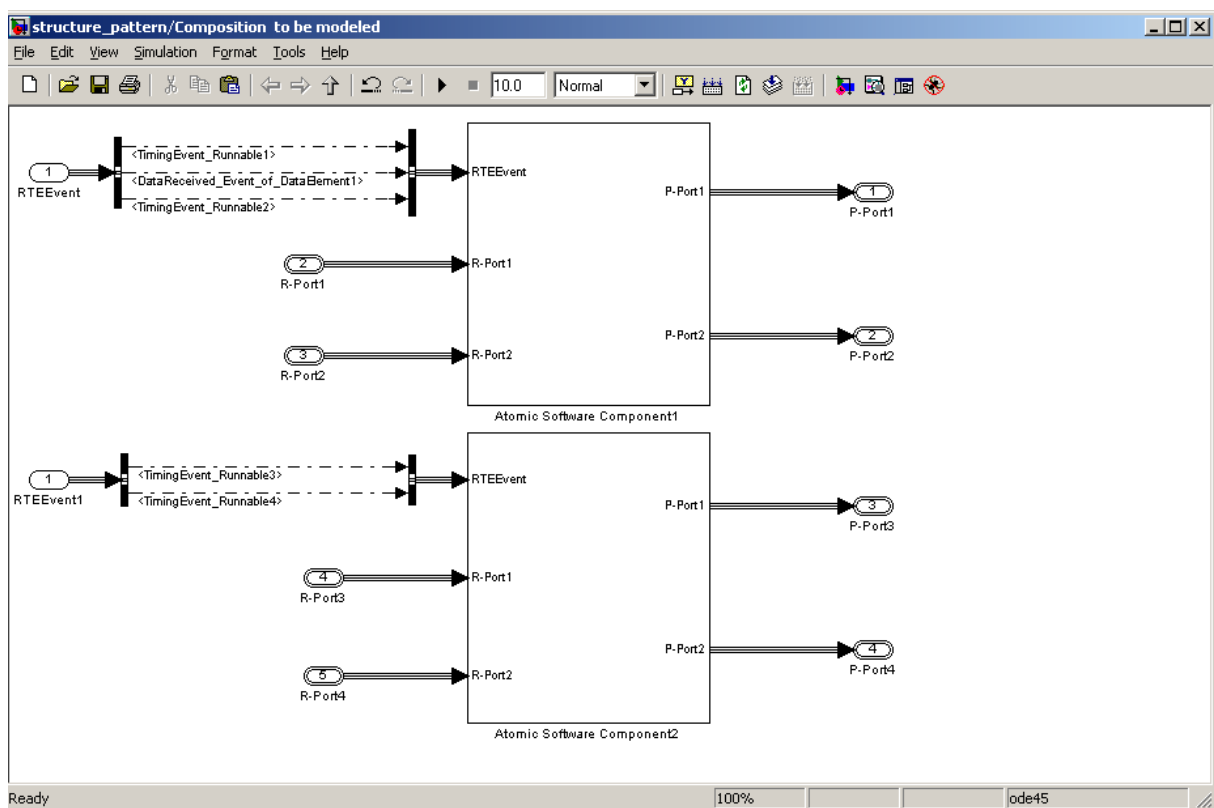 structure_pattern/Composition to be modeled
File Edit View Simulation Format Tools Help
10.0 Normal
1
RTEEvent
<TimingEvent_Runnable1>
<DataReceived_Event_of_DataElement1>
<TimingEvent_Runnable2>
RTEEvent
P-Port1
1
P-Port1
2
R-Port1
R-Port1
3
R-Port2
R-Port2
P-Port2
2
P-Port2
Atomic Software Component1
1
RTEEvent1
<TimingEvent_Runnable3>
<TimingEvent_Runnable4>
RTEEvent
P-Port1
3
P-Port3
4
R-Port3
R-Port1
5
R-Port4
R-Port2
P-Port2
4
P-Port4
Atomic Software Component2
Ready 100% ode45